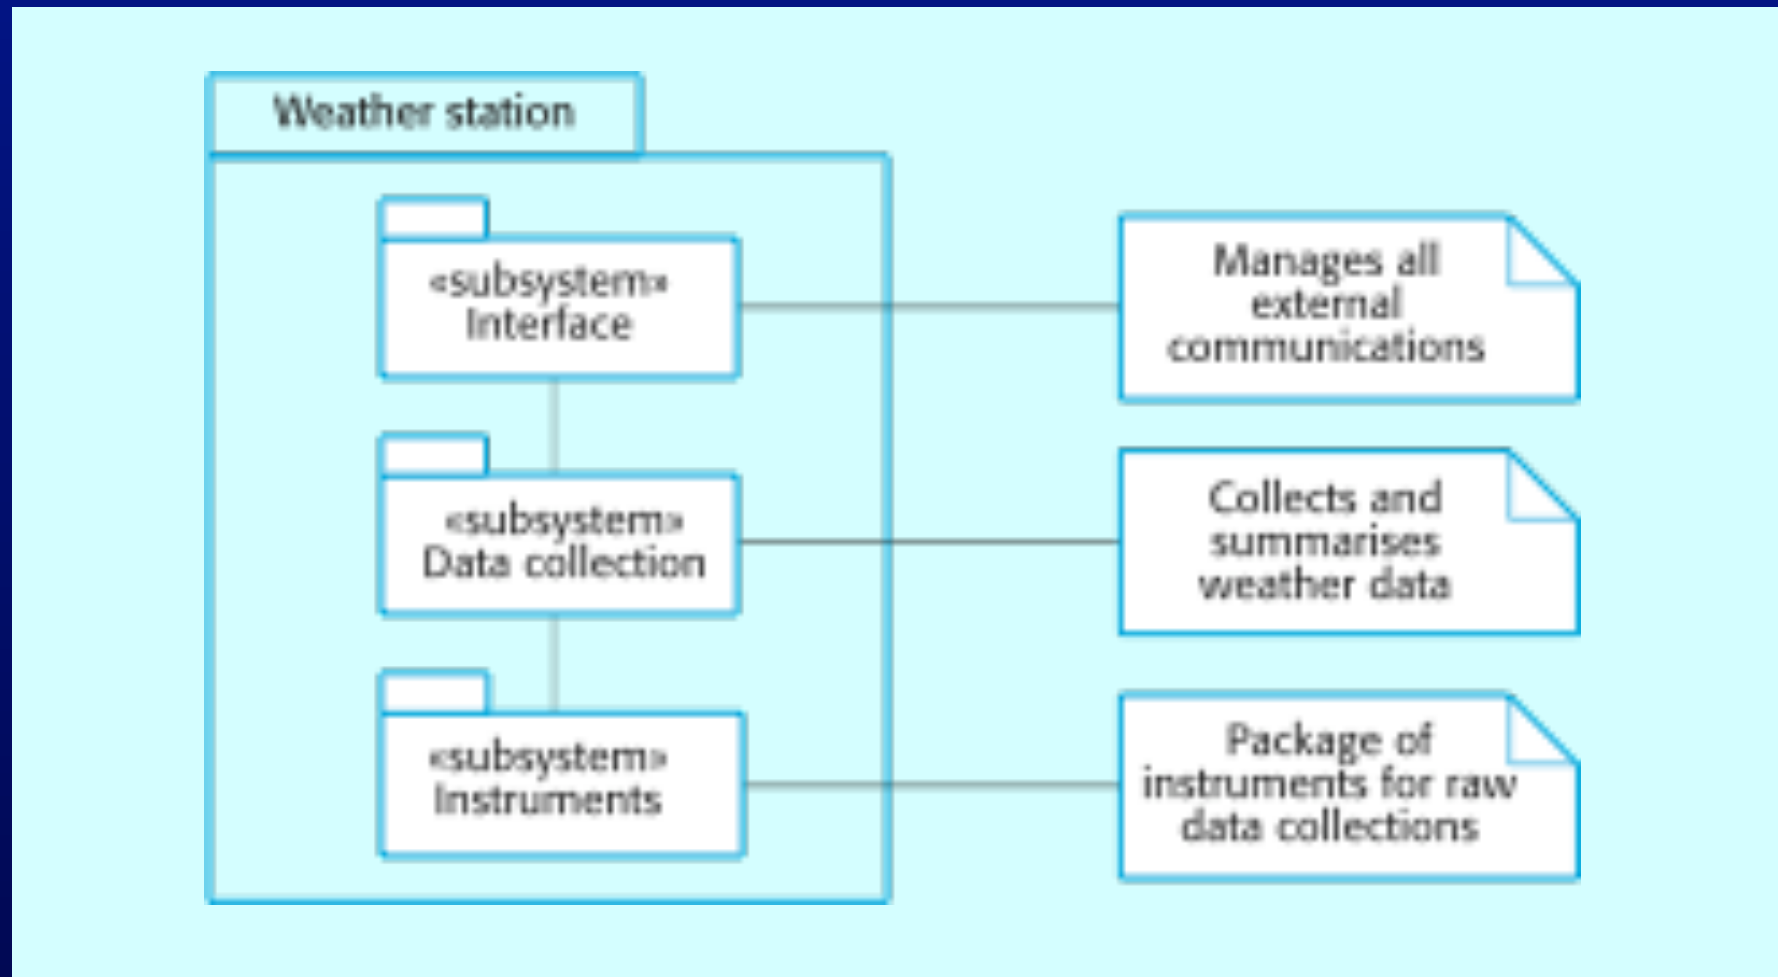 Weather station
«subsystem»
Interface
Manages all
external
communications
«subsystem»
Data collection
Collects and
summarises
weather data
«subsystem»
Instruments
Package of
instruments for raw
data collections